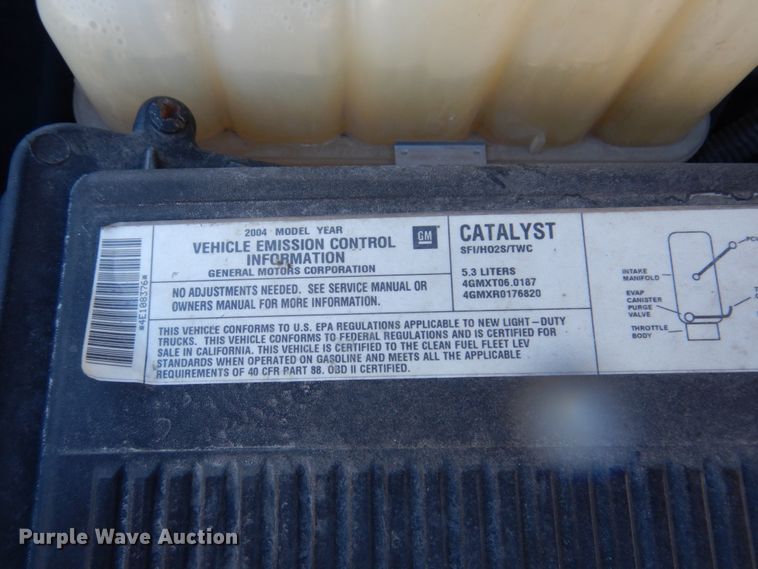 2004 MODEL YEAR
VEHICLE EMISSION CONTROL
INFORMATION
GENERAL MOTORS CORPORATION
GM
CATALYST
SFI/HO2S/TWC
5.3 LITERS
4GMXT06.0187
4GMXR0176820
NO ADJUSTMENTS NEEDED. SEE SERVICE MANUAL OR
OWNERS MANUAL FOR MORE INFORMATION.
THIS VEHICLE CONFORMS TO U.S. EPA REGULATIONS APPLICABLE TO NEW LIGHT-DUTY
TRUCKS. THIS VEHICLE CONFORMS TO FEDERAL REGULATIONS AND IS CERTIFIED FOR
SALE IN CALIFORNIA. THIS VEHICLE IS CERTIFIED TO THE CLEAN FUEL FLEET LEV
STANDARDS WHEN OPERATED ON GASOLINE AND MEETS ALL THE APPLICABLE
REQUIREMENTS OF 40 CFR PART 88. OBD II CERTIFIED.
*4E108376*
PCV
INTAKE
MANIFOLD
EVAP
CANISTER
PURGE
VALVE
THROTTLE
BODY
Purple Wave Auction